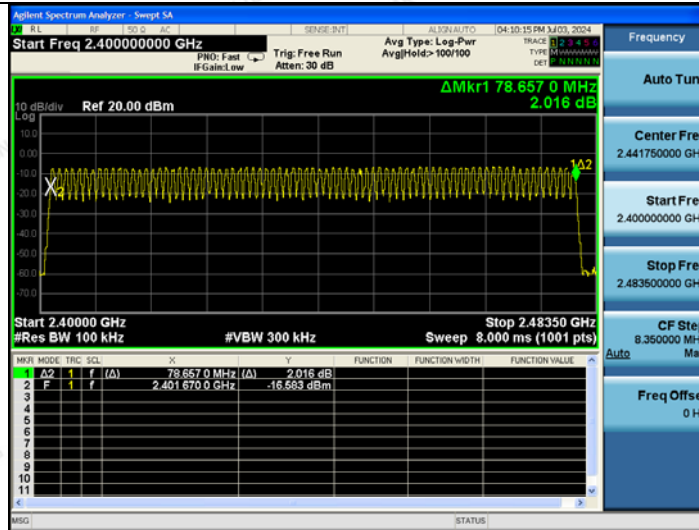 Agilent Spectrum Analyzer - Swept SA
RL RF 50 Ω AC SENSE:INT ALIGN AUTO 04:10:15 PM Jul 03, 2024
Start Freq 2.400000000 GHz
PNO: Fast
IFGain:Low
Trig: Free Run
Atten: 30 dB
Avg Type: Log-Pwr
Avg|Hold:>100/100
TRACE 1 2 3 4 5 6
TYPE M
DET P N N N N N
ΔMkr1 78.657 0 MHz
2.016 dB
10 dB/div Ref 20.00 dBm
Log
10.0
0.00
-10.0
-20.0
-30.0
-40.0
-50.0
-60.0
-70.0
1Δ2
2
Start 2.40000 GHz Stop 2.48350 GHz
#Res BW 100 kHz #VBW 300 kHz Sweep 8.000 ms (1001 pts)
MKR MODE TRC SCL X Y FUNCTION FUNCTION WIDTH FUNCTION VALUE
1 Δ2 1 f (Δ) 78.657 0 MHz (Δ) 2.016 dB
2 F 1 f 2.401 670 0 GHz -16.583 dBm
3
4
5
6
7
8
9
10
11
MSG STATUS
Frequency
Auto Tun
Center Fre
2.441750000 GH
Start Fre
2.400000000 GH
Stop Fre
2.483500000 GH
CF Ste
8.350000 MH
Auto Ma
Freq Offse
0 H